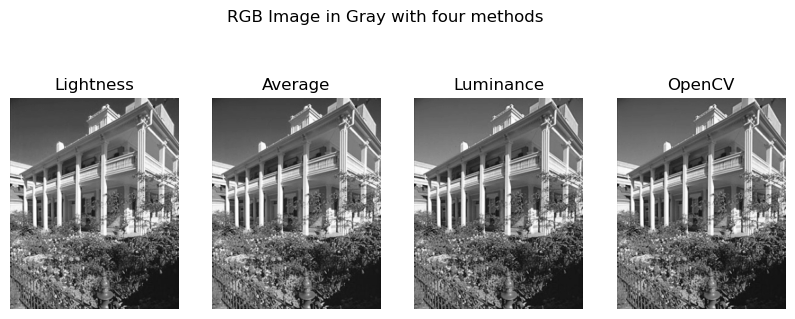 RGB Image in Gray with four methods
Lightness
Average
Luminance
OpenCV